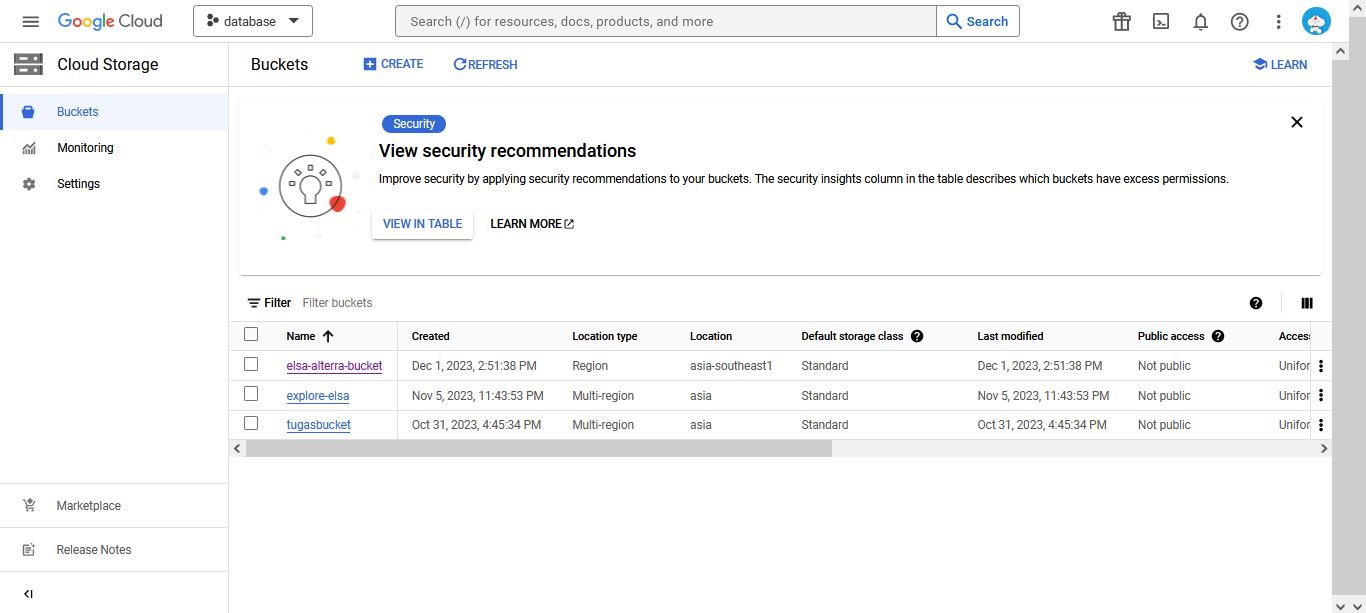 Google Cloud database Search (/) for resources, docs, products, and more Search
Cloud Storage Buckets CREATE REFRESH LEARN
Buckets
Monitoring
Settings
Security
View security recommendations
Improve security by applying security recommendations to your buckets. The security insights column in the table describes which buckets have excess permissions.
VIEW IN TABLE LEARN MORE
Filter Filter buckets
Name Created Location type Location Default storage class Last modified Public access Access
elsa-alterra-bucket Dec 1, 2023, 2:51:38 PM Region asia-southeast1 Standard Dec 1, 2023, 2:51:38 PM Not public Unifor
explore-elsa Nov 5, 2023, 11:43:53 PM Multi-region asia Standard Nov 5, 2023, 11:43:53 PM Not public Unifor
tugasbucket Oct 31, 2023, 4:45:34 PM Multi-region asia Standard Oct 31, 2023, 4:45:34 PM Not public Unifor
Marketplace
Release Notes